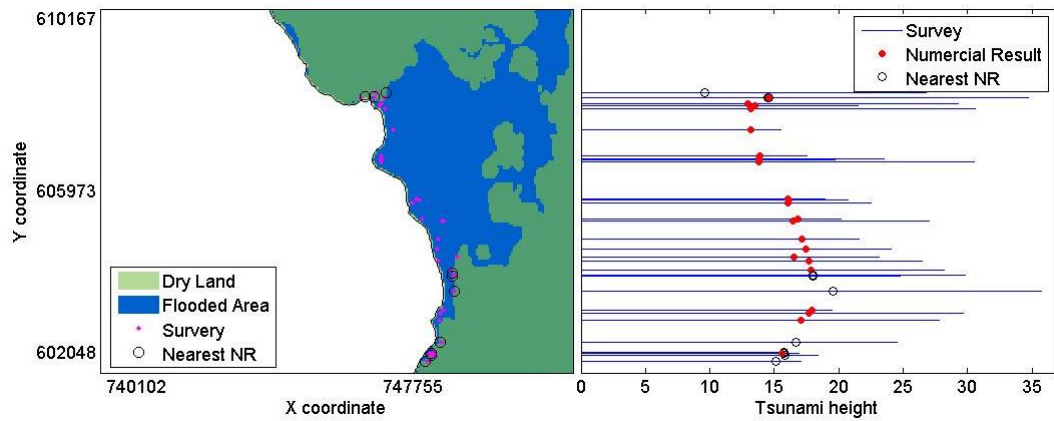 610167
605973
602048
Y coordinate
Dry Land
Flooded Area
Survery
Nearest NR
740102
747755
X coordinate
Survey
Numercial Result
Nearest NR
0 5 10 15 20 25 30 35
Tsunami height